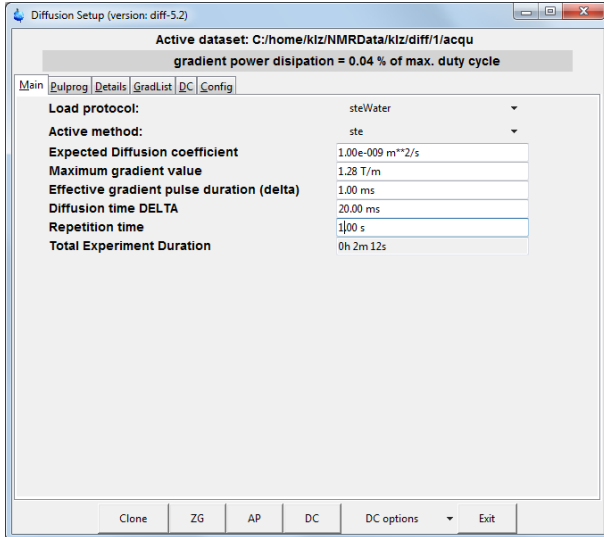 Diffusion Setup (version: diff-5.2)
Active dataset: C:/home/klz/NMRData/klz/diff/1/acqu
gradient power disipation = 0.04 % of max. duty cycle
Main Pulprog Details GradList DC Config
Load protocol: steWater
Active method: ste
Expected Diffusion coefficient 1.00e-009 m**2/s
Maximum gradient value 1.28 T/m
Effective gradient pulse duration (delta) 1.00 ms
Diffusion time DELTA 20.00 ms
Repetition time 1.00 s
Total Experiment Duration 0h 2m 12s
Clone ZG AP DC DC options Exit